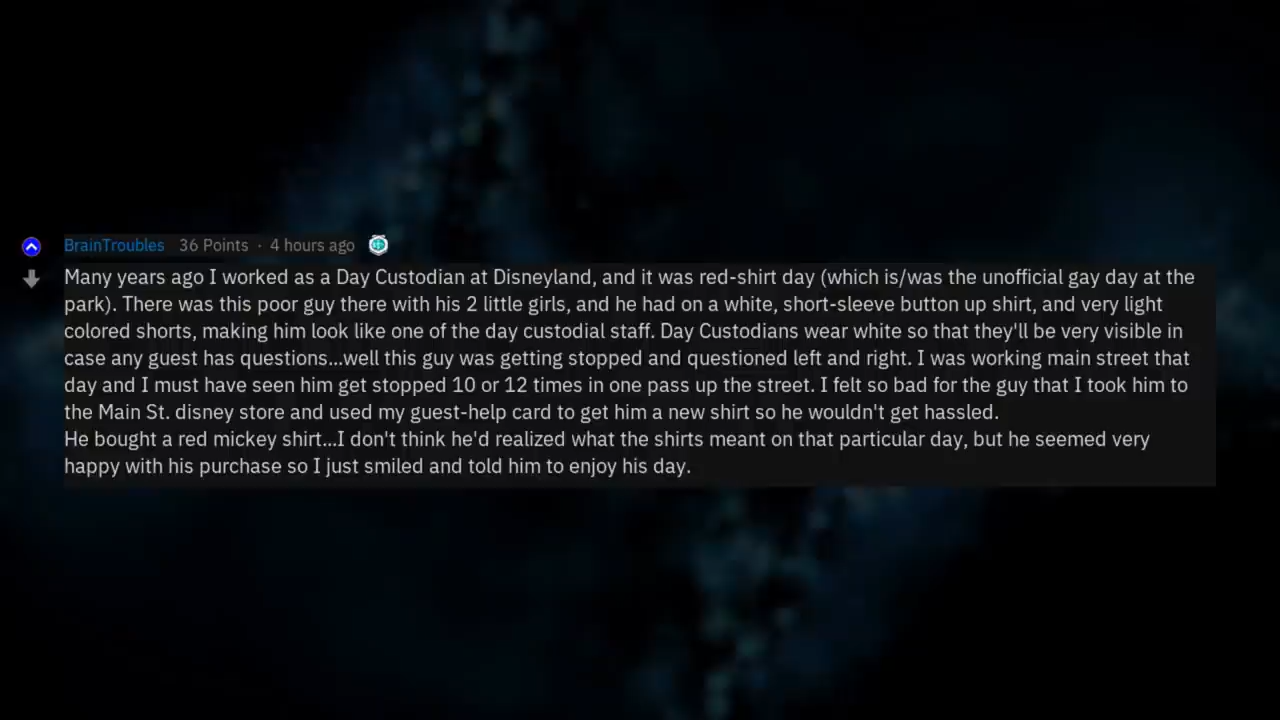 BrainTroubles 36 Points · 4 hours ago
Many years ago I worked as a Day Custodian at Disneyland, and it was red-shirt day (which is/was the unofficial gay day at the
park). There was this poor guy there with his 2 little girls, and he had on a white, short-sleeve button up shirt, and very light
colored shorts, making him look like one of the day custodial staff. Day Custodians wear white so that they'll be very visible in
case any guest has questions...well this guy was getting stopped and questioned left and right. I was working main street that
day and I must have seen him get stopped 10 or 12 times in one pass up the street. I felt so bad for the guy that I took him to
the Main St. disney store and used my guest-help card to get him a new shirt so he wouldn't get hassled.
He bought a red mickey shirt...I don't think he'd realized what the shirts meant on that particular day, but he seemed very
happy with his purchase so I just smiled and told him to enjoy his day.